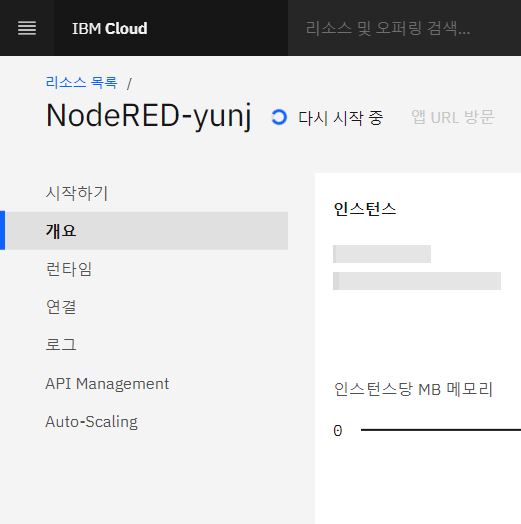 IBM Cloud 리소스 및 오퍼링 검색...
리소스 목록 /
NodeRED-yunj 다시 시작 중 앱 URL 방문
시작하기
개요
런타임
연결
로그
API Management
Auto-Scaling
인스턴스
인스턴스당 MB 메모리
0